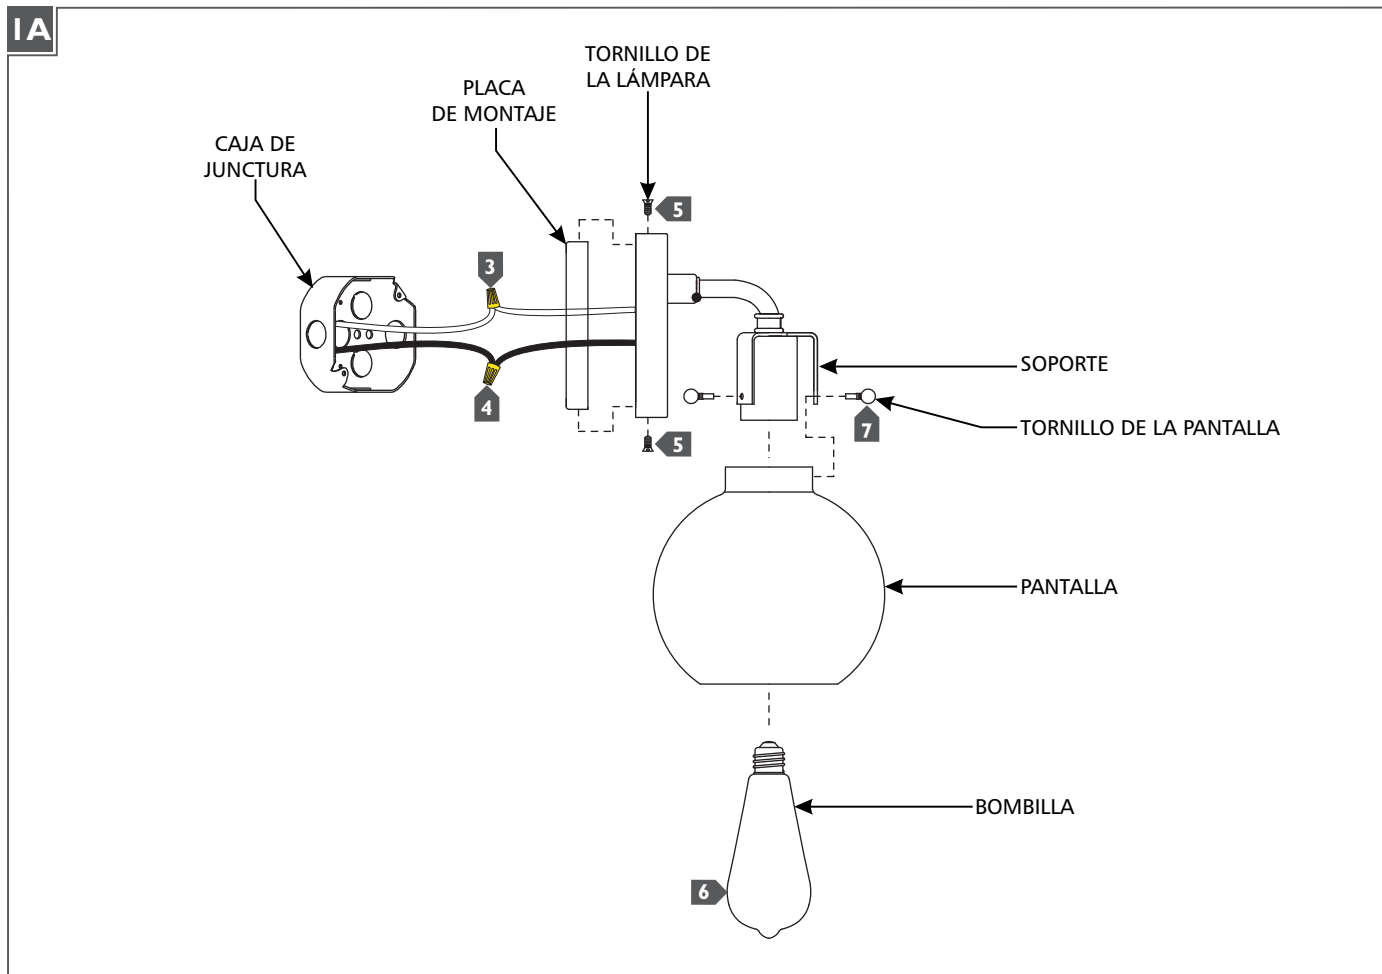 1A
TORNILLO DE
LA LÁMPARA
PLACA
DE MONTAJE
CAJA DE
JUNCTURA
5
3
4
5
SOPORTE
7
TORNILLO DE LA PANTALLA
PANTALLA
BOMBILLA
6